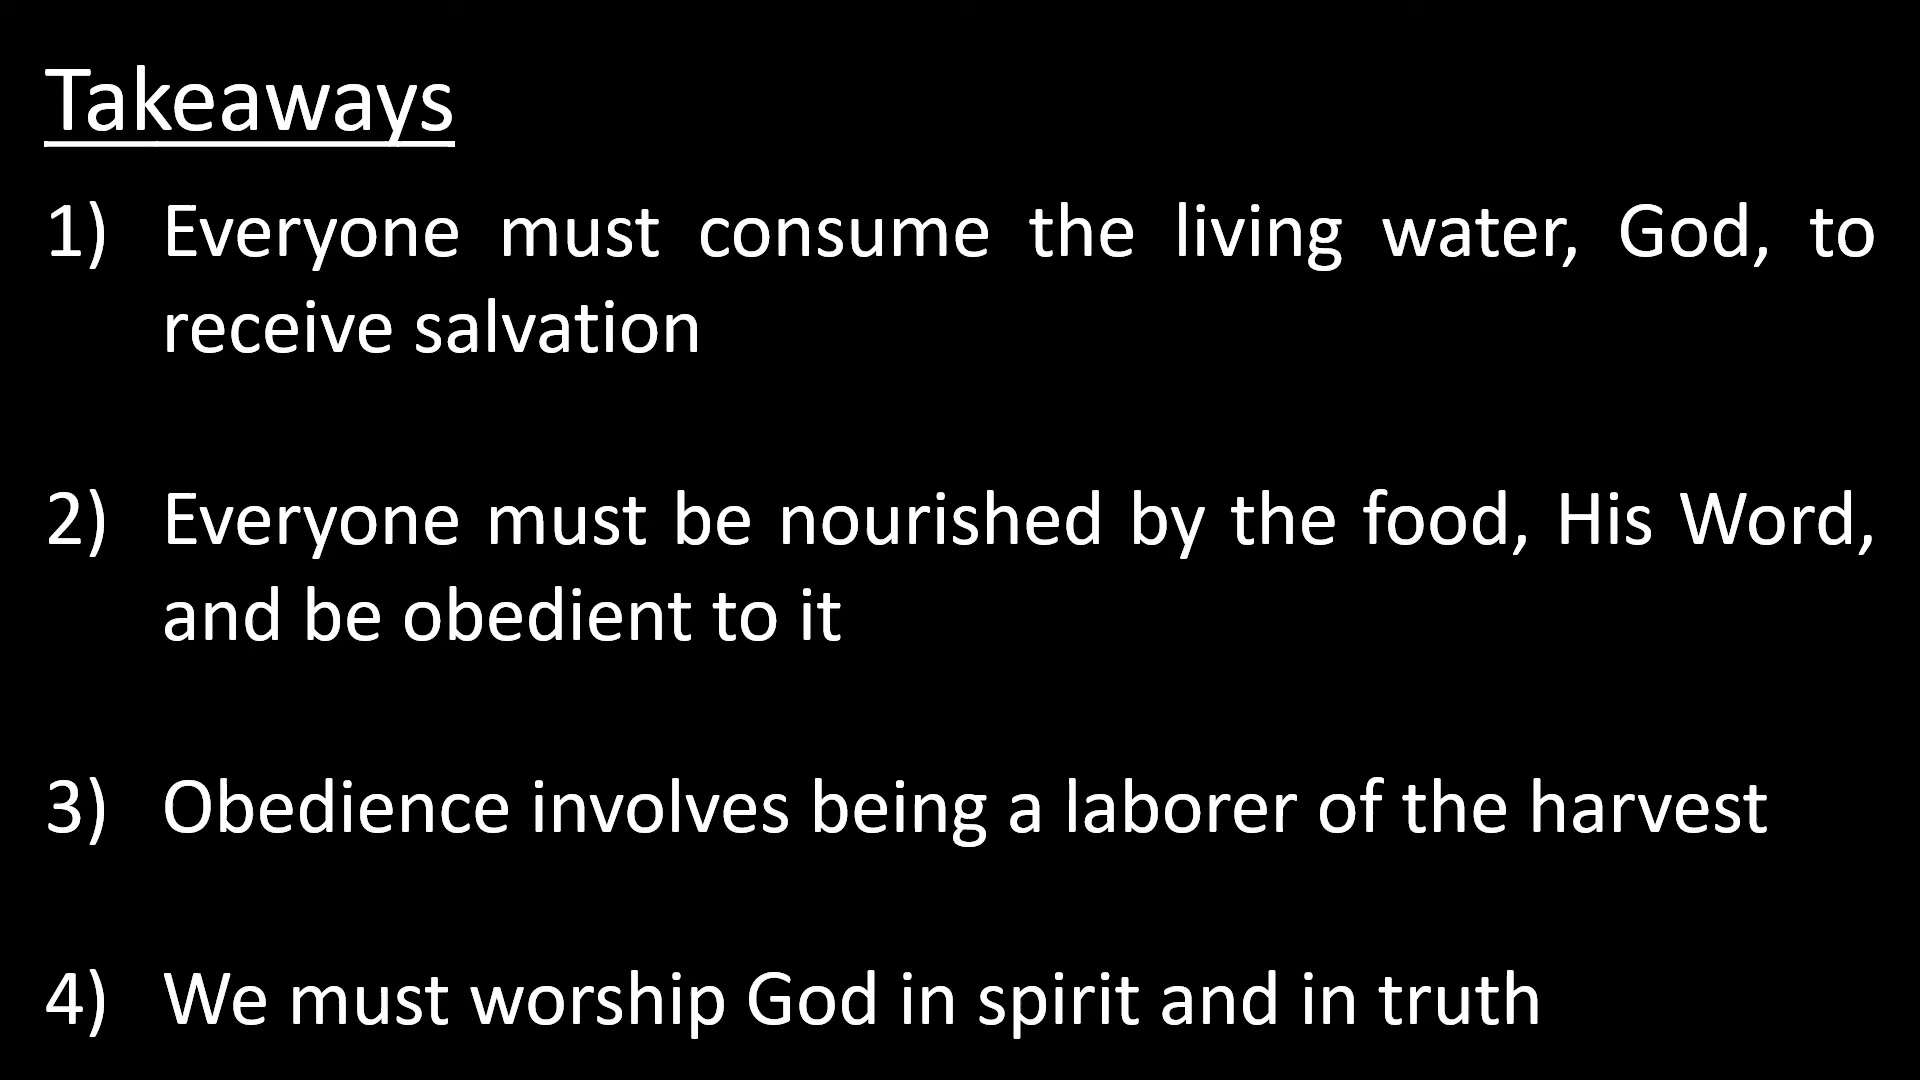 Takeaways
1) Everyone must consume the living water, God, to
receive salvation
2) Everyone must be nourished by the food, His Word,
and be obedient to it
3) Obedience involves being a laborer of the harvest
4) We must worship God in spirit and in truth